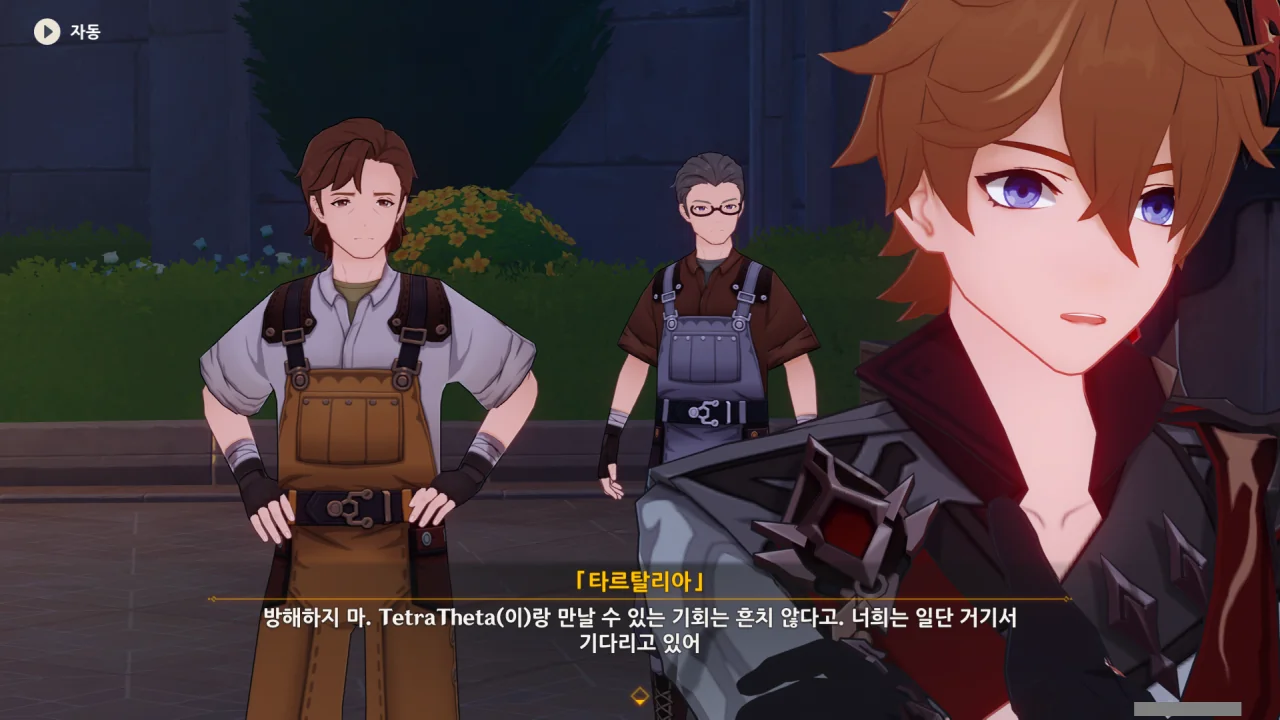 자동
「타르탈리아」
방해하지 마. TetraTheta(이)랑 만날 수 있는 기회는 흔치 않다고. 너희는 일단 거기서
기다리고 있어